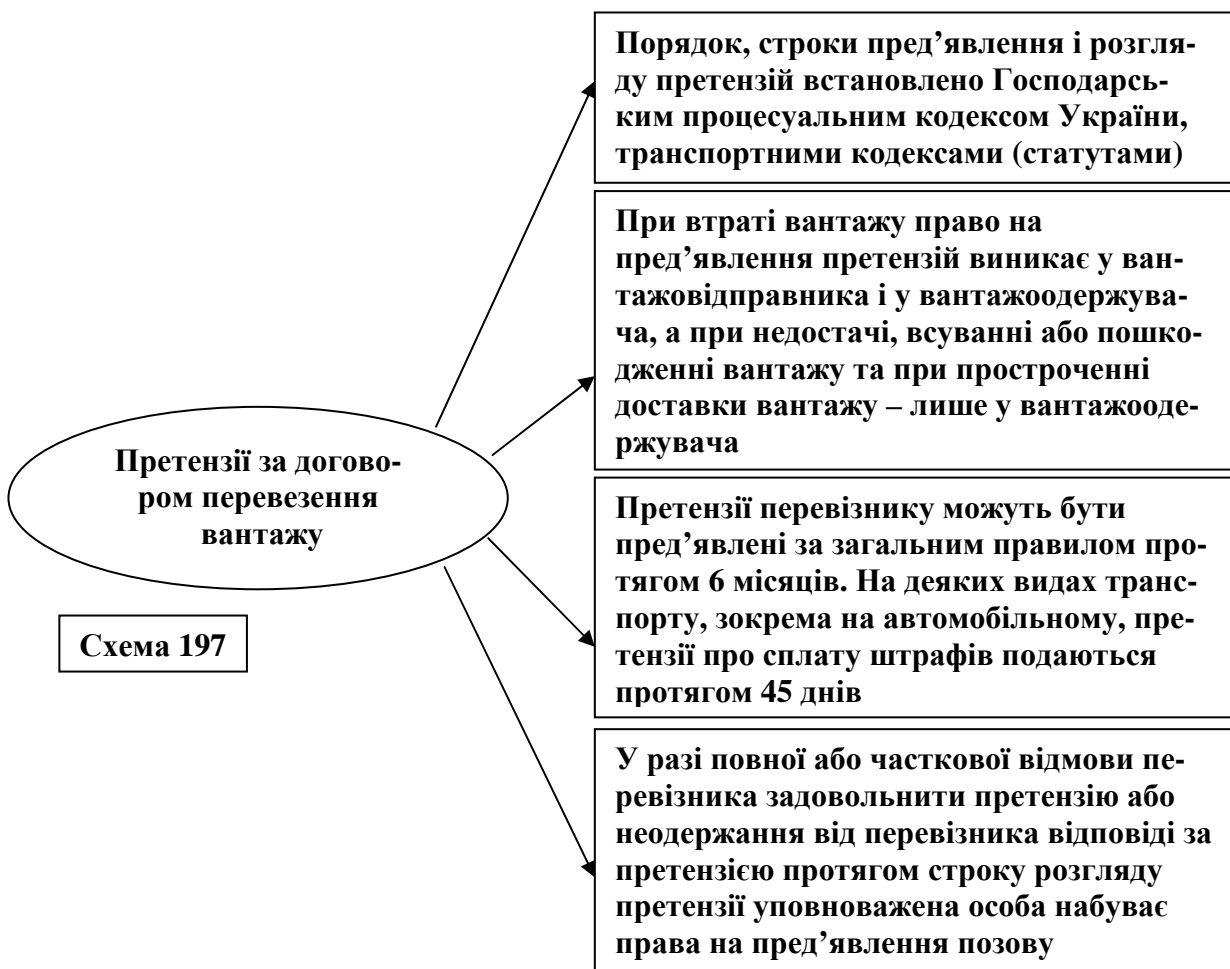 Порядок, строки пред’явлення і розгля-
ду претензій встановлено Господарсь-
ким процесуальним кодексом України,
транспортними кодексами (статутами)
При втраті вантажу право на
пред’явлення претензій виникає у ван-
тажовідправника і у вантажоодержува-
ча, а при недостачі, всуванні або пошко-
дженні вантажу та при простроченні
доставки вантажу – лише у вантажооде-
ржувача
Претензії за догово-
ром перевезення
вантажу
Претензії перевізнику можуть бути
пред’явлені за загальним правилом про-
тягом 6 місяців. На деяких видах транс-
порту, зокрема на автомобільному, пре-
тензії про сплату штрафів подаються
протягом 45 днів
Схема 197
У разі повної або часткової відмови пе-
ревізника задовольнити претензію або
неодержання від перевізника відповіді за
претензією протягом строку розгляду
претензії уповноважена особа набуває
права на пред’явлення позову